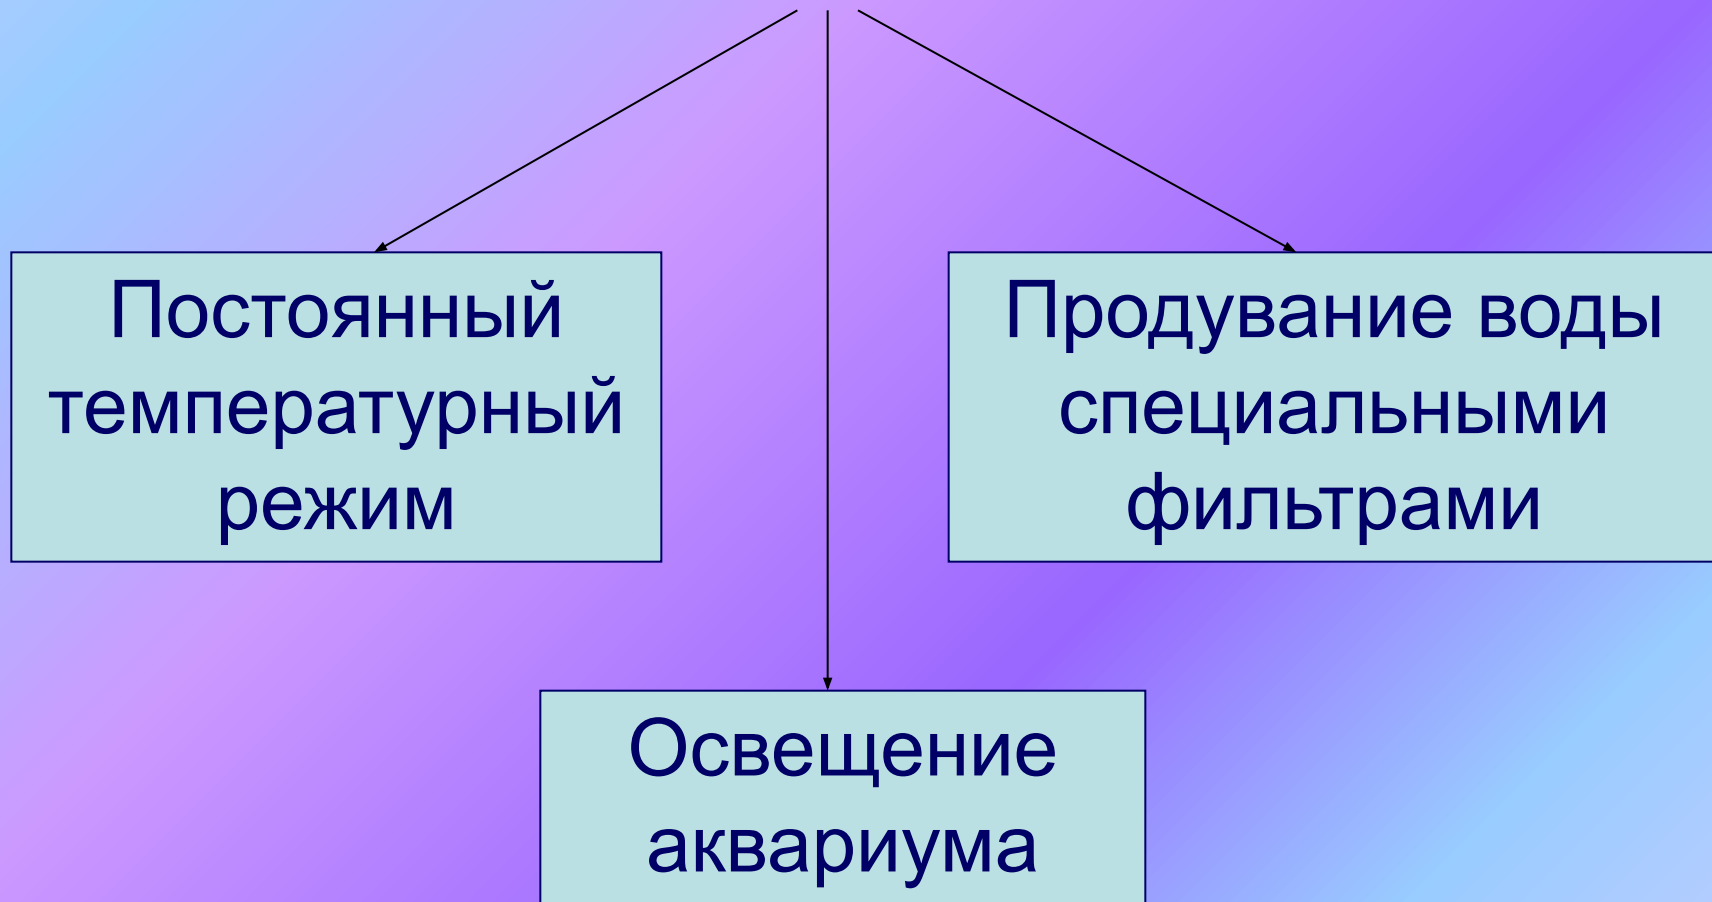 Постоянный
температурный
режим
Продувание воды
специальными
фильтрами
Освещение
аквариума